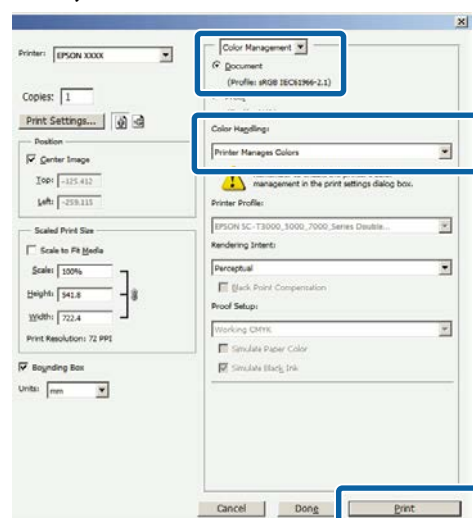 Printer: EPSON XXXX
Copies: 1
Print Settings...
Position
Center Image
Top: -125.412
Left: -259.115
Scaled Print Size
Scale to Fit Media
Scale: 100%
Height: 541.8
Width: 722.4
Print Resolution: 72 PPI
Bounding Box
Units: mm
Color Management
Document
(Profile: sRGB IEC61966-2.1)
Color Handling:
Printer Manages Colors
management in the print settings dialog box.
Printer Profile:
EPSON SC-T3000_5000_7000_Series Double...
Rendering Intent:
Perceptual
Black Point Compensation
Proof Setup:
Working CMYK
Simulate Paper Color
Simulate Black Ink
Cancel
Done
Print